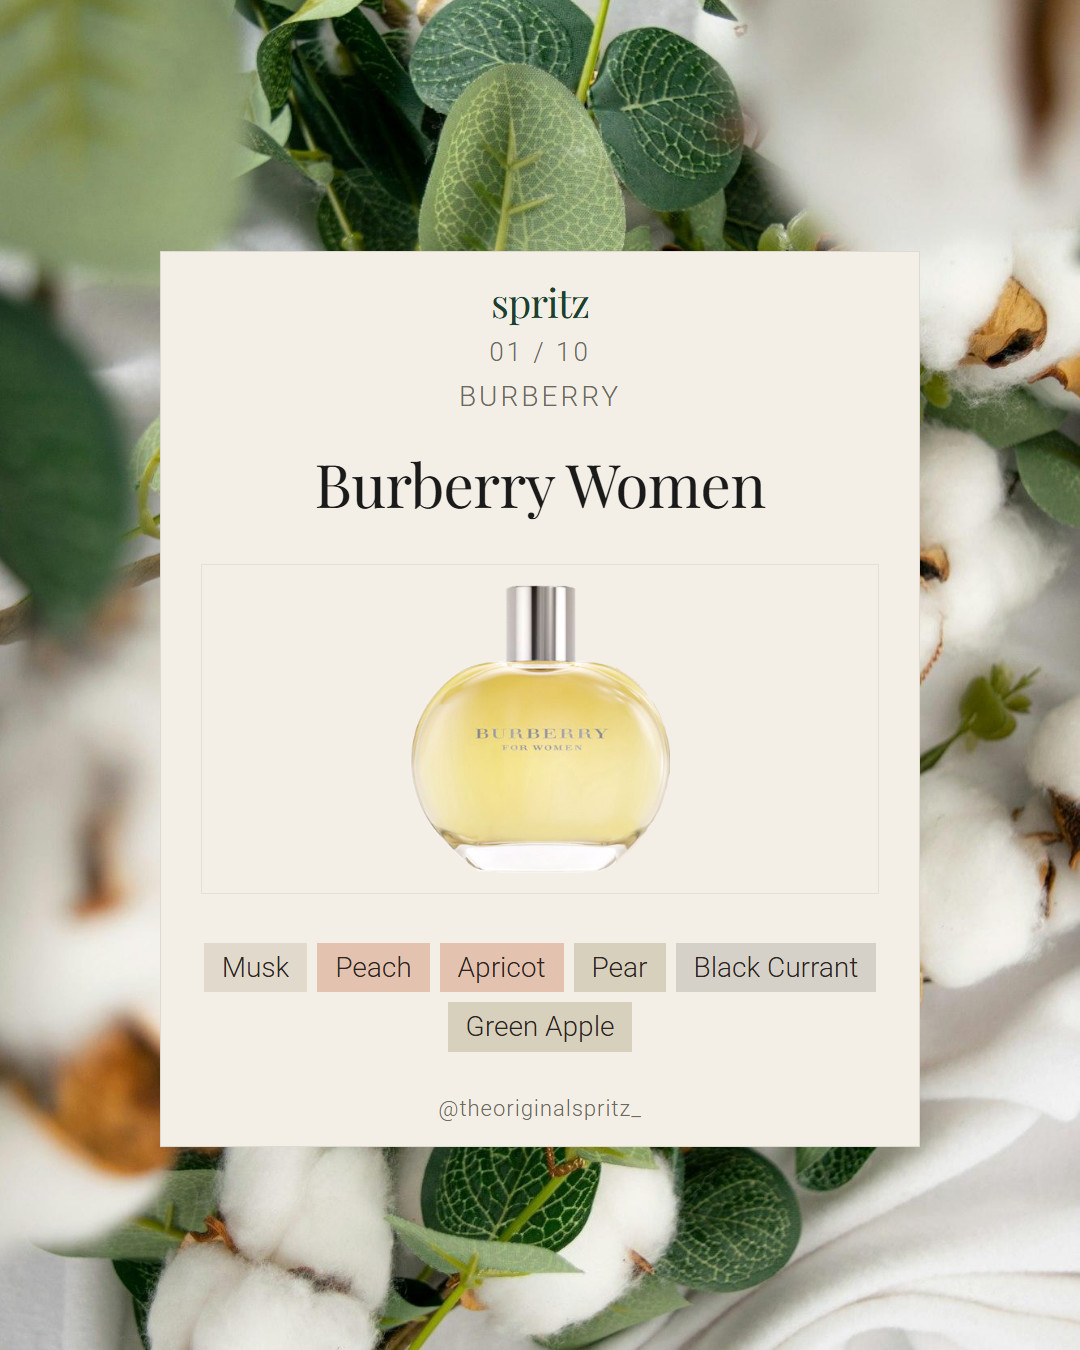 spritz
01 / 10
BURBERRY
Burberry Women
BURBERRY
FOR WOMEN
Musk Peach Apricot Pear Black Currant
Green Apple
@theoriginalspritz_